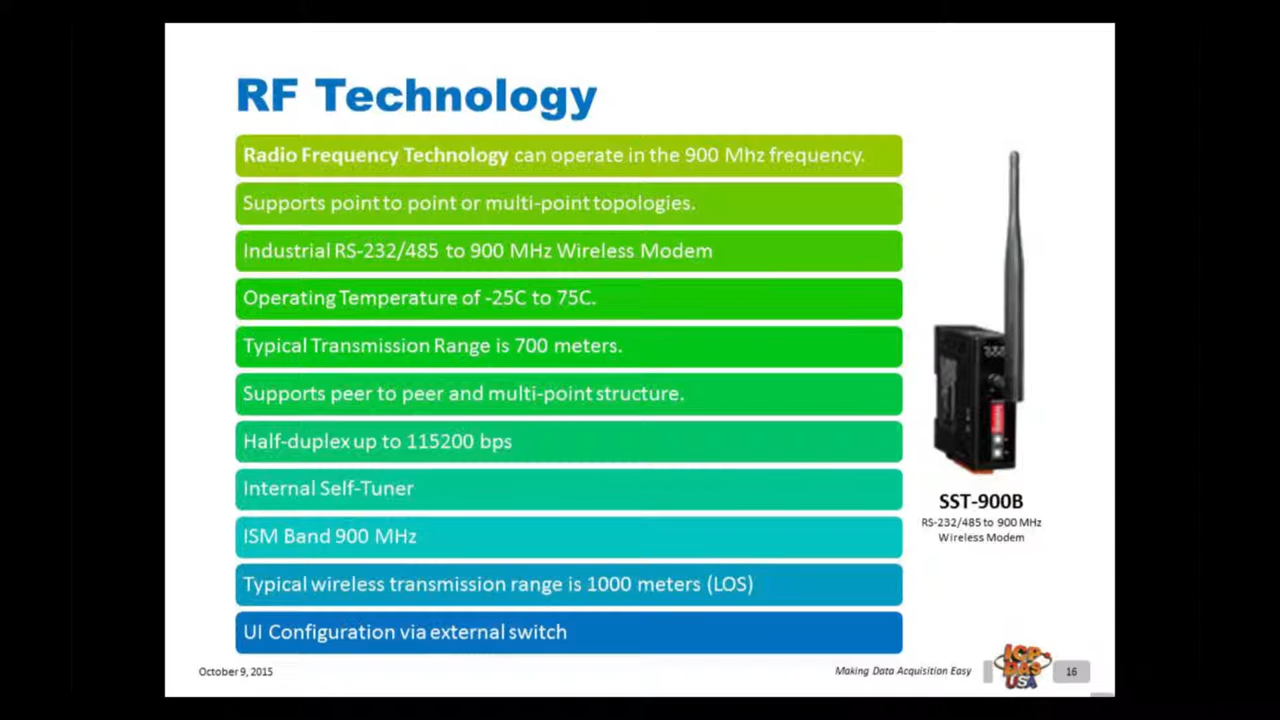 RF Technology
Radio Frequency Technology can operate in the 900 Mhz frequency.
Supports point to point or multi-point topologies.
Industrial RS-232/485 to 900 MHz Wireless Modem
Operating Temperature of -25C to 75C.
Typical Transmission Range is 700 meters.
Supports peer to peer and multi-point structure.
Half-duplex up to 115200 bps
Internal Self-Tuner
ISM Band 900 MHz
Typical wireless transmission range is 1000 meters (LOS)
UI Configuration via external switch
SST-900B
RS-232/485 to 900 MHz
Wireless Modem
October 9, 2015
Making Data Acquisition Easy
ICP
DAS
USA
16